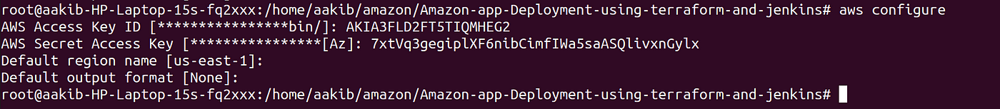 root@aakib-HP-Laptop-15s-fq2xxx:/home/aakib/amazon/Amazon-app-Deployment-using-terraform-and-jenkins# aws configure
AWS Access Key ID [****************bin/]: AKIA3FLD2FT5TIQMHEG2
AWS Secret Access Key [****************[Az]: 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
Default region name [us-east-1]:
Default output format [None]:
root@aakib-HP-Laptop-15s-fq2xxx:/home/aakib/amazon/Amazon-app-Deployment-using-terraform-and-jenkins#